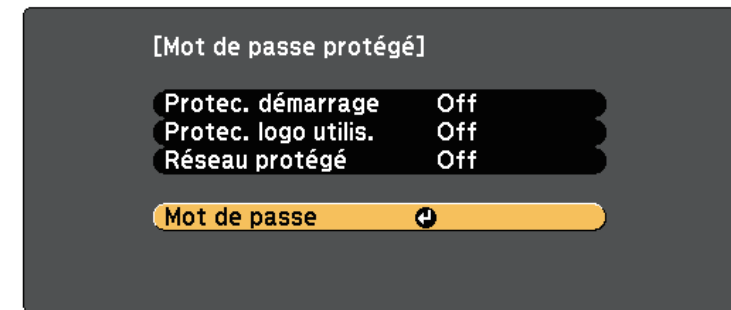 [Mot de passe protégé]
Protec. démarrage Off
Protec. logo utilis. Off
Réseau protégé Off
Mot de passe